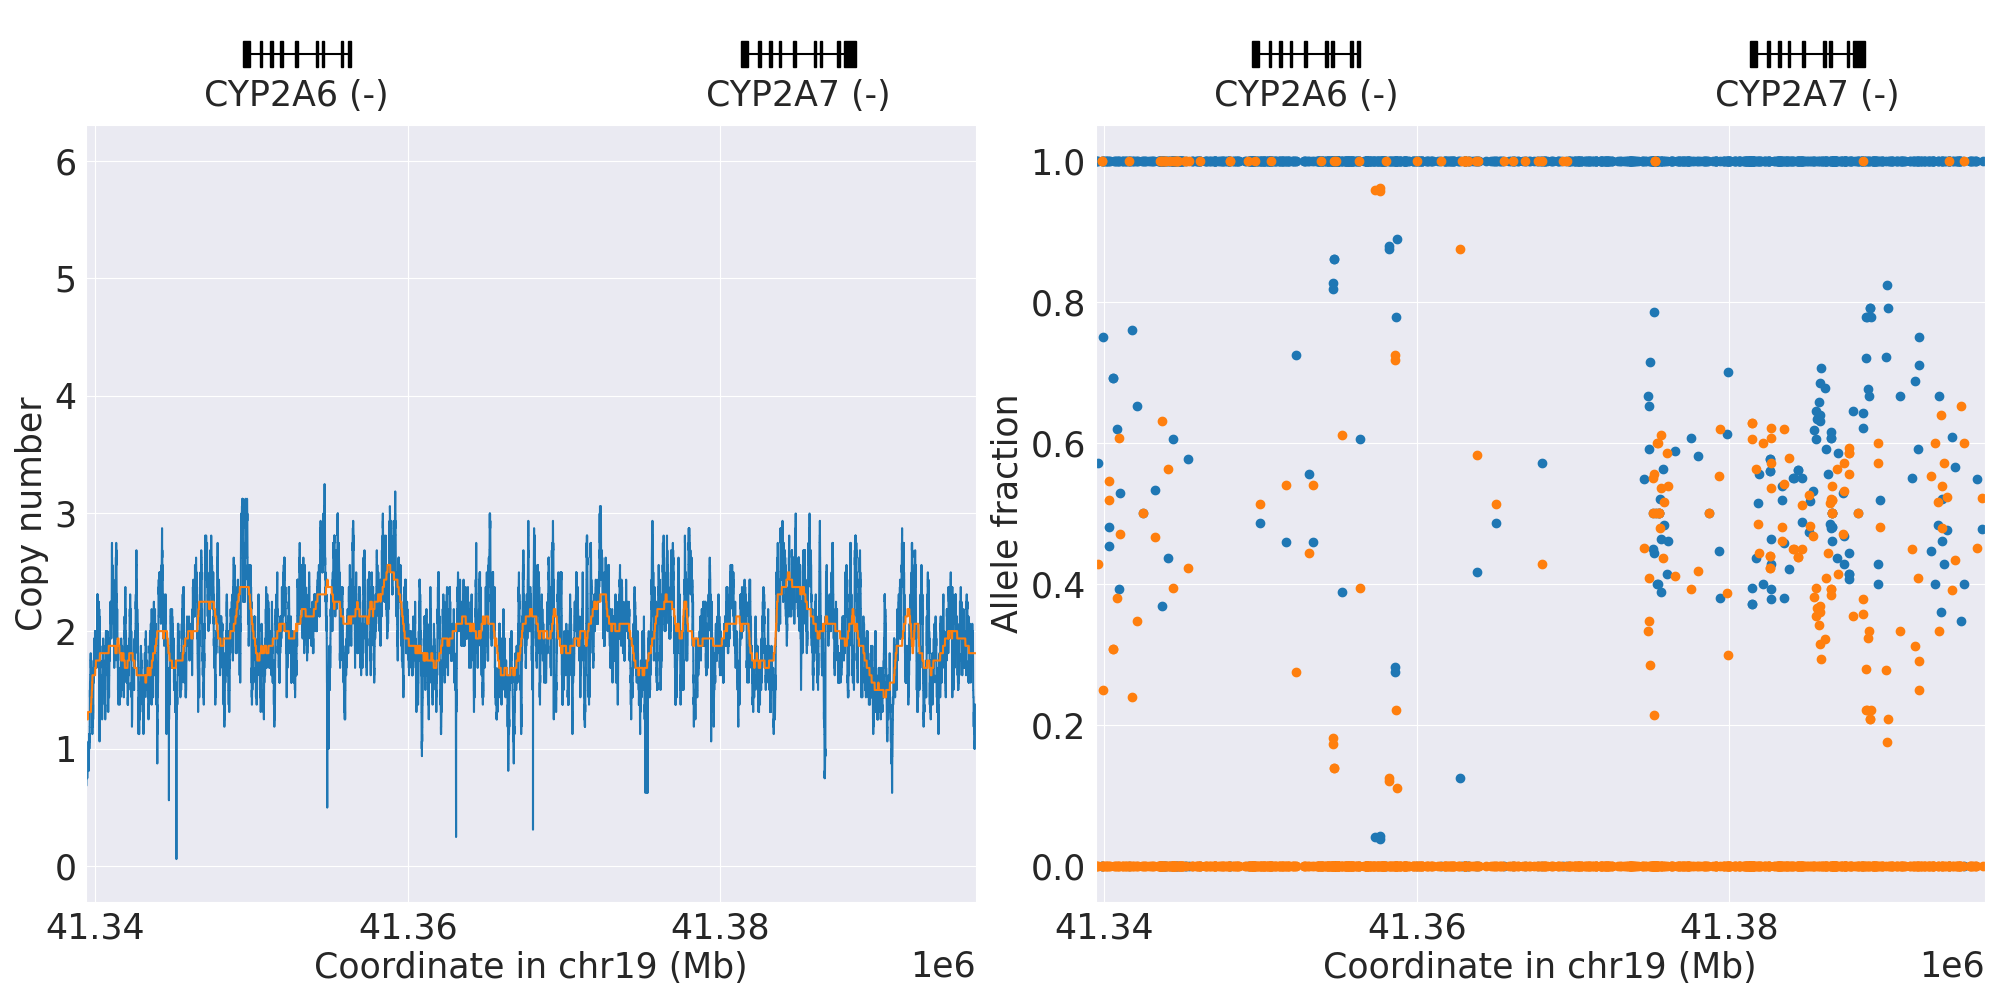 CYP2A6 (-) CYP2A7 (-) CYP2A6 (-) CYP2A7 (-)
6
5
4
3
2
1
0
Copy number
41.34 41.36 41.38
Coordinate in chr19 (Mb) 1e6
1.0
0.8
0.6
0.4
0.2
0.0
Allele fraction
41.34 41.36 41.38
Coordinate in chr19 (Mb) 1e6